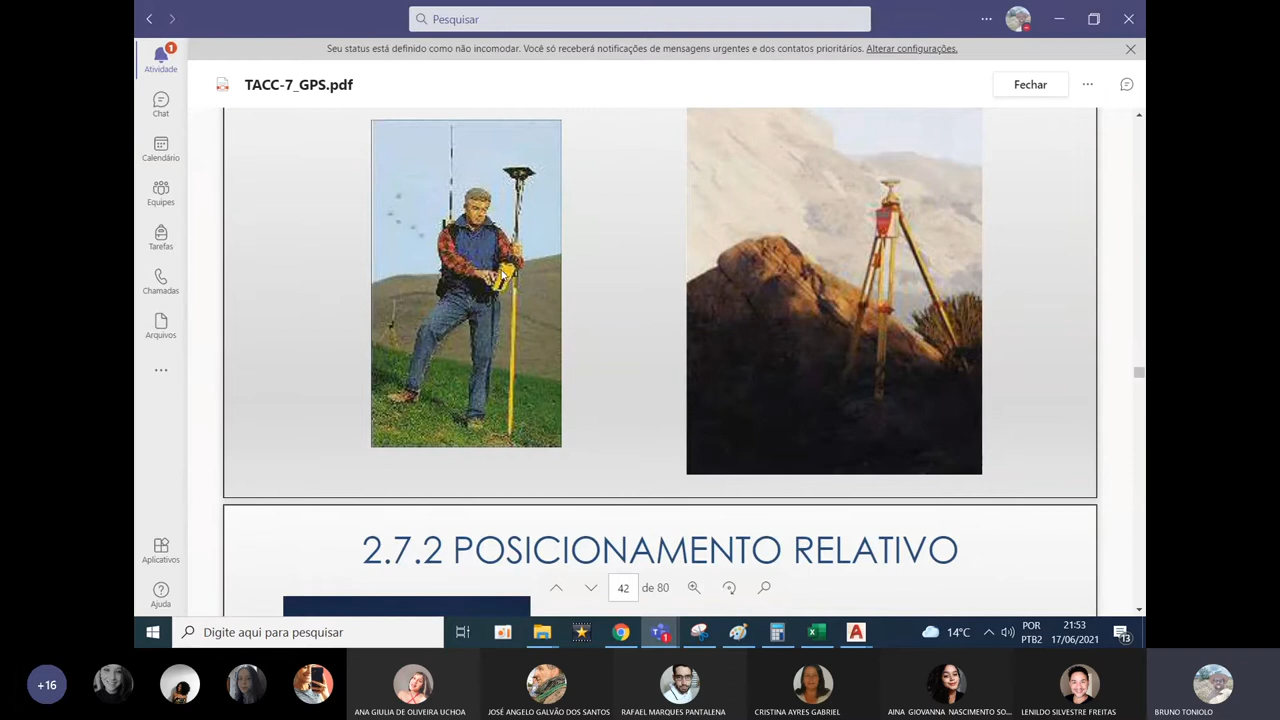 Pesquisar
Seu status está definido como não incomodar. Você só receberá notificações de mensagens urgentes e dos contatos prioritários. Alterar configurações.
1
Atividade
TACC-7_GPS.pdf
Fechar
Chat
Calendário
Equipes
Tarefas
Chamadas
Arquivos
2.7.2 POSICIONAMENTO RELATIVO
Aplicativos
42 de 80
Ajuda
Digite aqui para pesquisar
1
14°C
POR
PTB2
21:53
17/06/2021
13
+16
ANA GIULIA DE OLIVEIRA UCHOA
JOSÉ ANGELO GALVÃO DOS SANTOS
RAFAEL MARQUES PANTALENA
CRISTINA AYRES GABRIEL
AINA GIOVANNA NASCIMENTO SO...
LENILDO SILVESTRE FREITAS
BRUNO TONIOLO